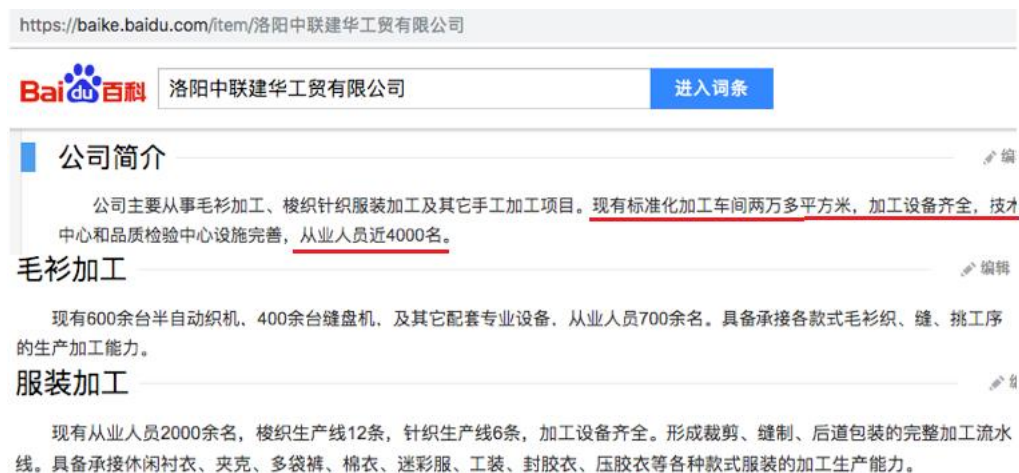 https://baike.baidu.com/item/洛阳中联建华工贸有限公司
Bai du 百科 洛阳中联建华工贸有限公司 进入词条
公司简介 编
公司主要从事毛衫加工、梭织针织服装加工及其它手工加工项目。现有标准化加工车间两万多平方米，加工设备齐全，技术
中心和品质检验中心设施完善，从业人员近4000名。
毛衫加工 编辑
现有600余台半自动织机、400余台缝盘机、及其它配套专业设备、从业人员700余名。具备承接各款式毛衫织、缝、挑工序
的生产加工能力。
服装加工
现有从业人员2000余名，梭织生产线12条，针织生产线6条，加工设备齐全。形成裁剪、缝制、后道包装的完整加工流水
线。具备承接休闲衬衣、夹克、多袋裤、棉衣、迷彩服、工装、封胶衣、压胶衣等各种款式服装的加工生产能力。